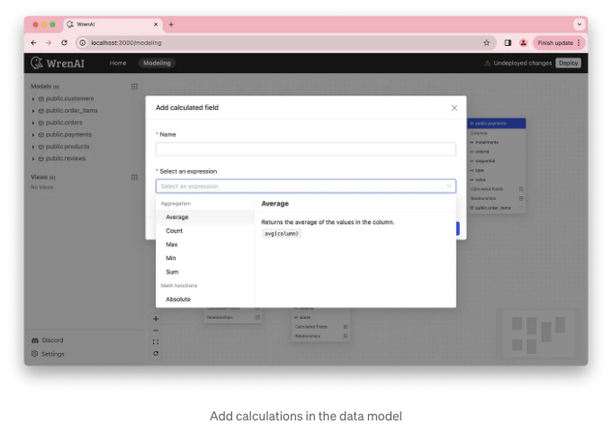 WrenAI
localhost:3000/modeling
Finish update
WrenAI
Home
Modeling
Undeployed changes
Deploy
Models (6)
public.customers
public.order_items
public.orders
public.payments
public.products
public.reviews
Views (4)
No Views
Add calculated field
* Name
* Select an expression
Select an expression
Aggregation
Average
Count
Max
Min
Sum
Math functions
Absolute
Average
Returns the average of the values in the column.
avg(column)
public.payments
Columns
installments
orderId
sequential
type
value
Calculated Fields
Relationships
public.order_items
Calculated Fields
Relationships
Calculated Fields
Relationships
Discord
Settings
Add calculations in the data model